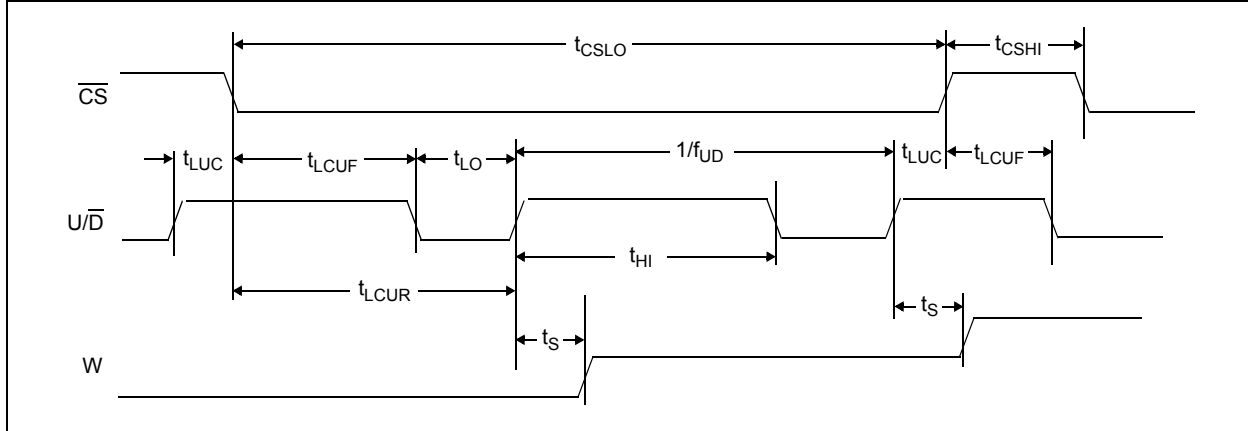 tCSLO
tCSHI
CS
tLUC
tLCUF
tLO
1/fUD
tLUC
tLCUF
U/D
tHI
tLCUR
tS
tS
W